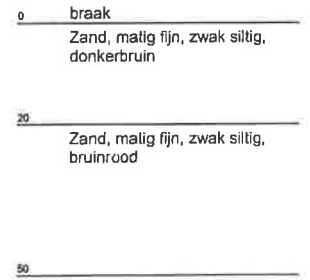 0 braak
Zand, matig fijn, zwak siltig,
donkerbruin
20
Zand, matig fijn, zwak siltig,
bruinrood
50